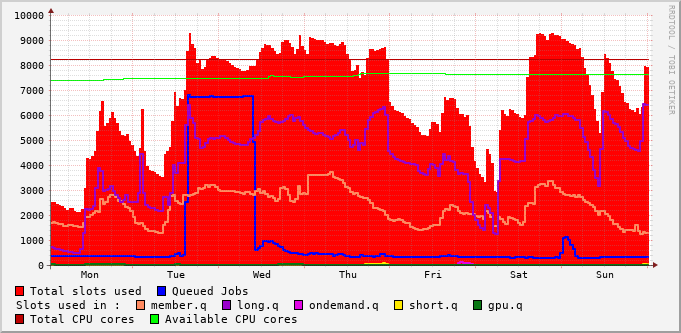 10000
9000
8000
7000
6000
5000
4000
3000
2000
1000
0
Mon Tue Wed Thu Fri Sat Sun
RRDTOOL / TOBI OETIKER
Total slots used Queued Jobs
Slots used in : member.q long.q ondemand.q short.q gpu.q
Total CPU cores Available CPU cores